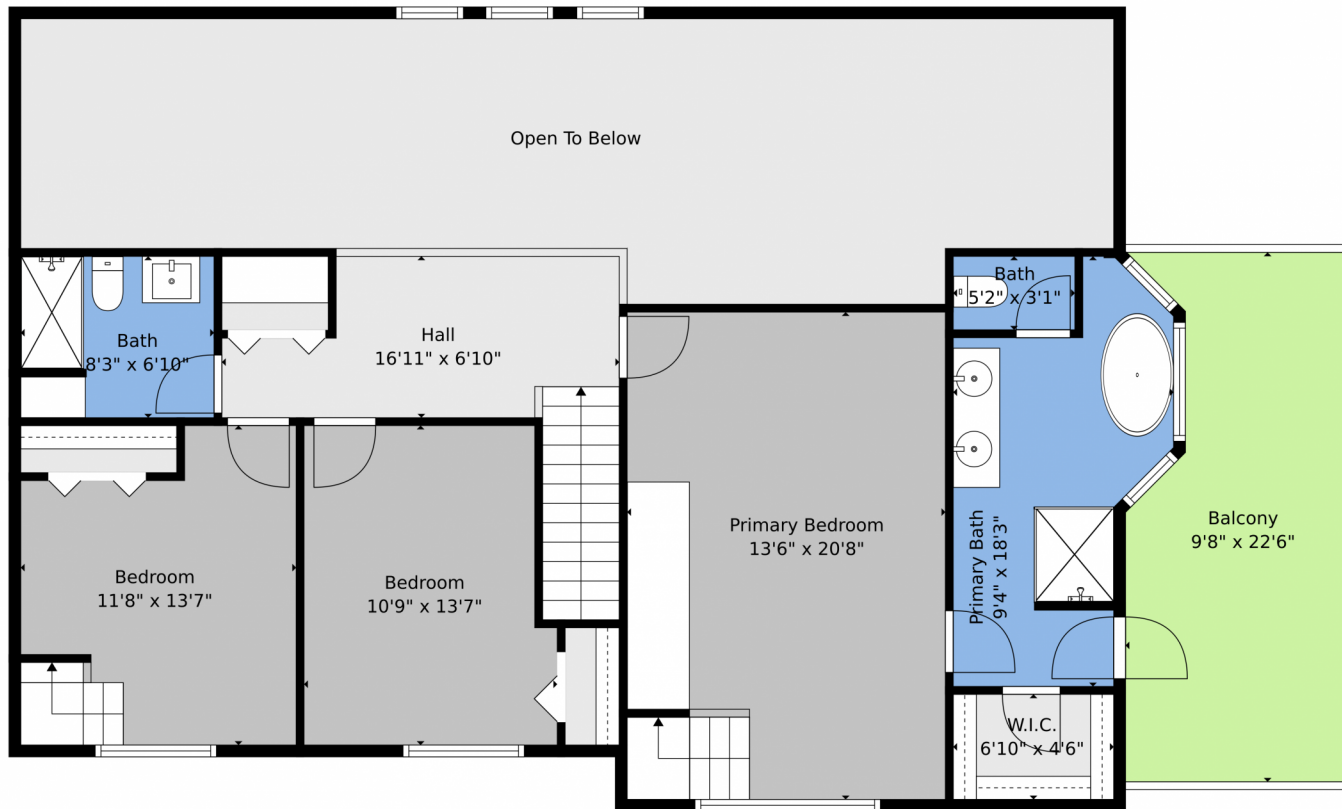 Open To Below
Bath
5'2" x 3'1"
Bath
8'3" x 6'10"
Hall
16'11" x 6'10"
Primary Bedroom
13'6" x 20'8"
Primary Bath
9'4" x 18'3"
Balcony
9'8" x 22'6"
Bedroom
11'8" x 13'7"
Bedroom
10'9" x 13'7"
W.I.C.
6'10" x 4'6"